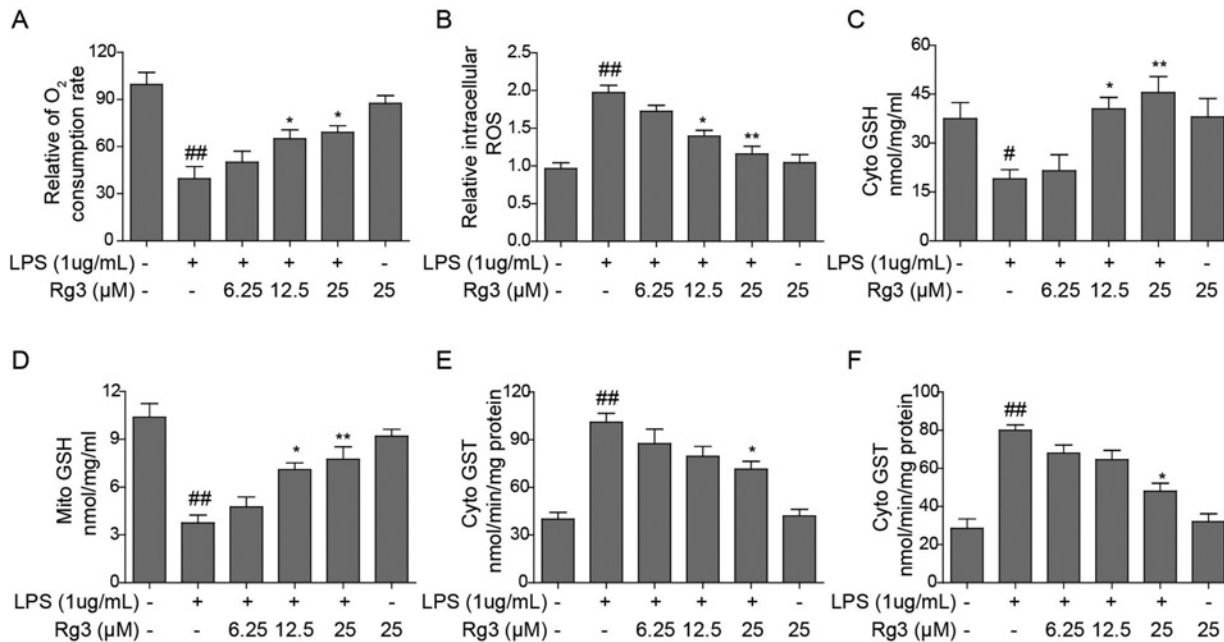 A
Relative of O2
consumption rate
120
90
60
30
0
##
*
*
LPS (1ug/mL) - + + + + -
Rg3 (µM) - - 6.25 12.5 25 25
B
Relative intracellular
ROS
2.5
2.0
1.5
1.0
0.5
0.0
##
*
**
LPS (1ug/mL) - + + + + -
Rg3 (µM) - - 6.25 12.5 25 25
C
Cyto GSH
nmol/mg/ml
60
45
30
15
0
#
*
**
LPS (1ug/mL) - + + + + -
Rg3 (µM) - - 6.25 12.5 25 25
D
Mito GSH
nmol/mg/ml
12
9
6
3
0
##
*
**
LPS (1ug/mL) - + + + + -
Rg3 (µM) - - 6.25 12.5 25 25
E
Cyto GST
nmol/min/mg protein
120
90
60
30
0
##
*
LPS (1ug/mL) - + + + + -
Rg3 (µM) - - 6.25 12.5 25 25
F
Cyto GST
nmol/min/mg protein
100
80
60
40
20
0
##
*
LPS (1ug/mL) - + + + + -
Rg3 (µM) - - 6.25 12.5 25 25